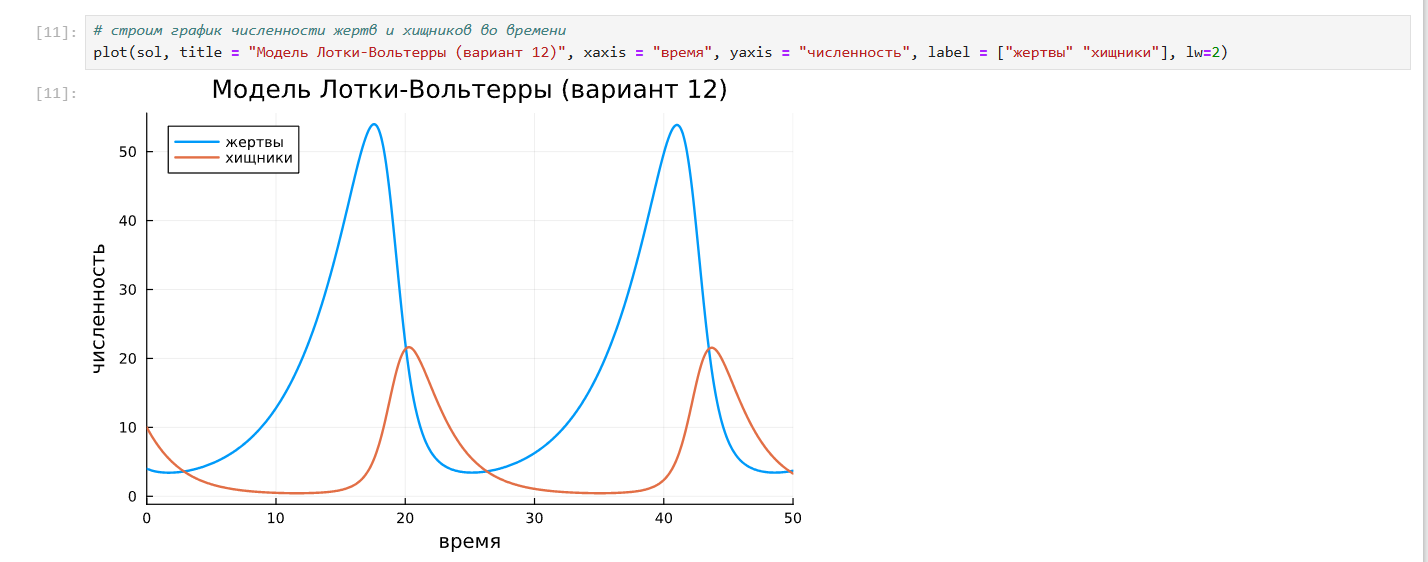 [11]: # строим график численности жертв и хищников во времени
plot(sol, title = "Модель Лотки-Вольтерры (вариант 12)", xaxis = "время", yaxis = "численность", label = ["жертвы" "хищники"], lw=2)
[11]:
Модель Лотки-Вольтерры (вариант 12)
жертвы
хищники
численность
50
40
30
20
10
0
0 10 20 30 40 50
время